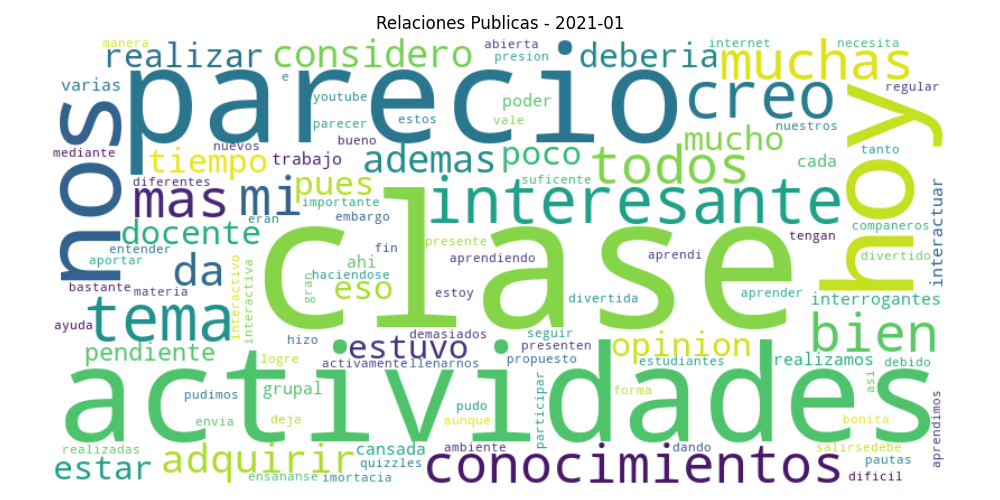 Relaciones Publicas - 2021-01
manera
realizar
considero
abierta
presion
deberia
internet
muchas
necesita
varias
e
youtube
parecio
poder
creo
regular
nos
parecer
estos
vale
nuestros
hoy
mediante
nuevos
bueno
mucho
tanto
tiempo
trabajo
ademas
poco
todos
cada
diferentes
mas
mi
pues
suficente
importante
interesante
interactuar
eran
embargo
docente
clase
companeros
tengan
entender
fin
presente
aportar
da
ahi
aprendiendo
aprendi
divertido
haciendose
bastante
materia
interactivo
interactiva
gran
eso
estoy
divertida
aprender
interrogantes
tema
ayuda
bien
hizo
demasiados
seguir
pendiente
estuvo
presenten
opinion
logre
activamente
llenarnos
propuesto
estudiantes
realizamos
debido
actividades
pudimos
grupal
participar
forma
asi
envia
deja
pudo
aunque
bonita
aprendimos
realizadas
cansada
ambiente
dando
salirsedebe
estar
adquirir
quizzles
conocimientos
pautas
ensananse
imortacia
dificil